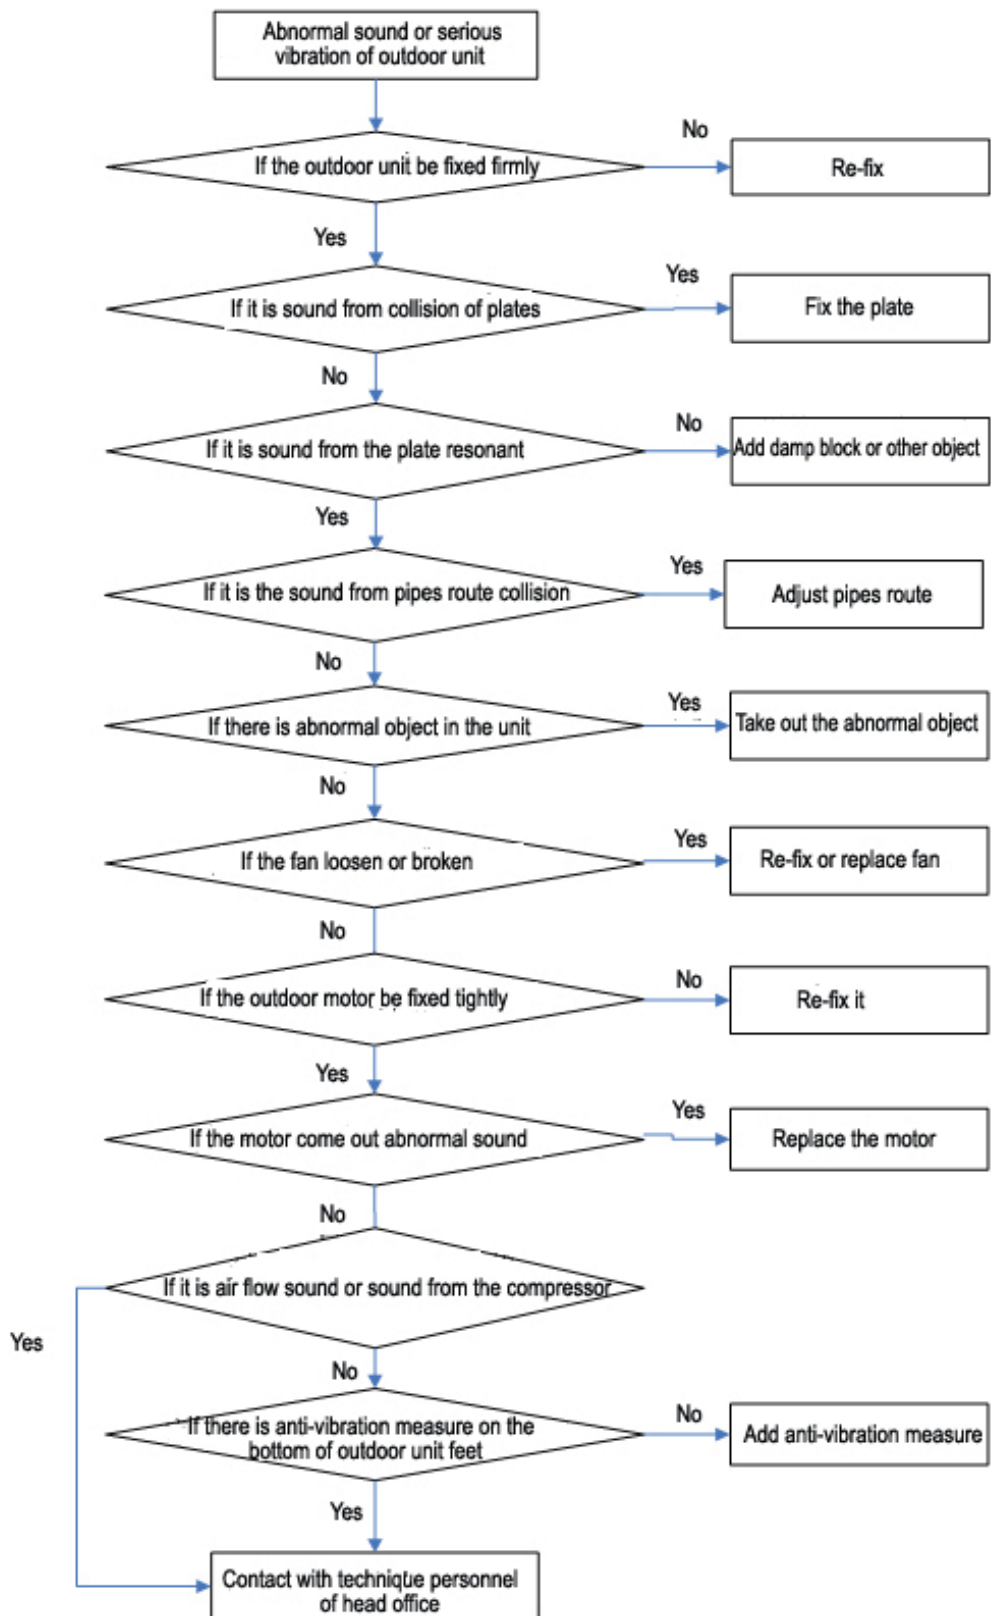 Abnormal sound or serious
vibration of outdoor unit
No
If the outdoor unit be fixed firmly
Re-fix
Yes
Yes
If it is sound from collision of plates
Fix the plate
No
No
If it is sound from the plate resonant
Add damp block or other object
Yes
Yes
If it is the sound from pipes route collision
Adjust pipes route
No
Yes
If there is abnormal object in the unit
Take out the abnormal object
No
Yes
If the fan loosen or broken
Re-fix or replace fan
No
No
If the outdoor motor be fixed tightly
Re-fix it
Yes
Yes
If the motor come out abnormal sound
Replace the motor
No
If it is air flow sound or sound from the compressor
Yes
No
No
If there is anti-vibration measure on the
bottom of outdoor unit feet
Add anti-vibration measure
Yes
Contact with technique personnel
of head office